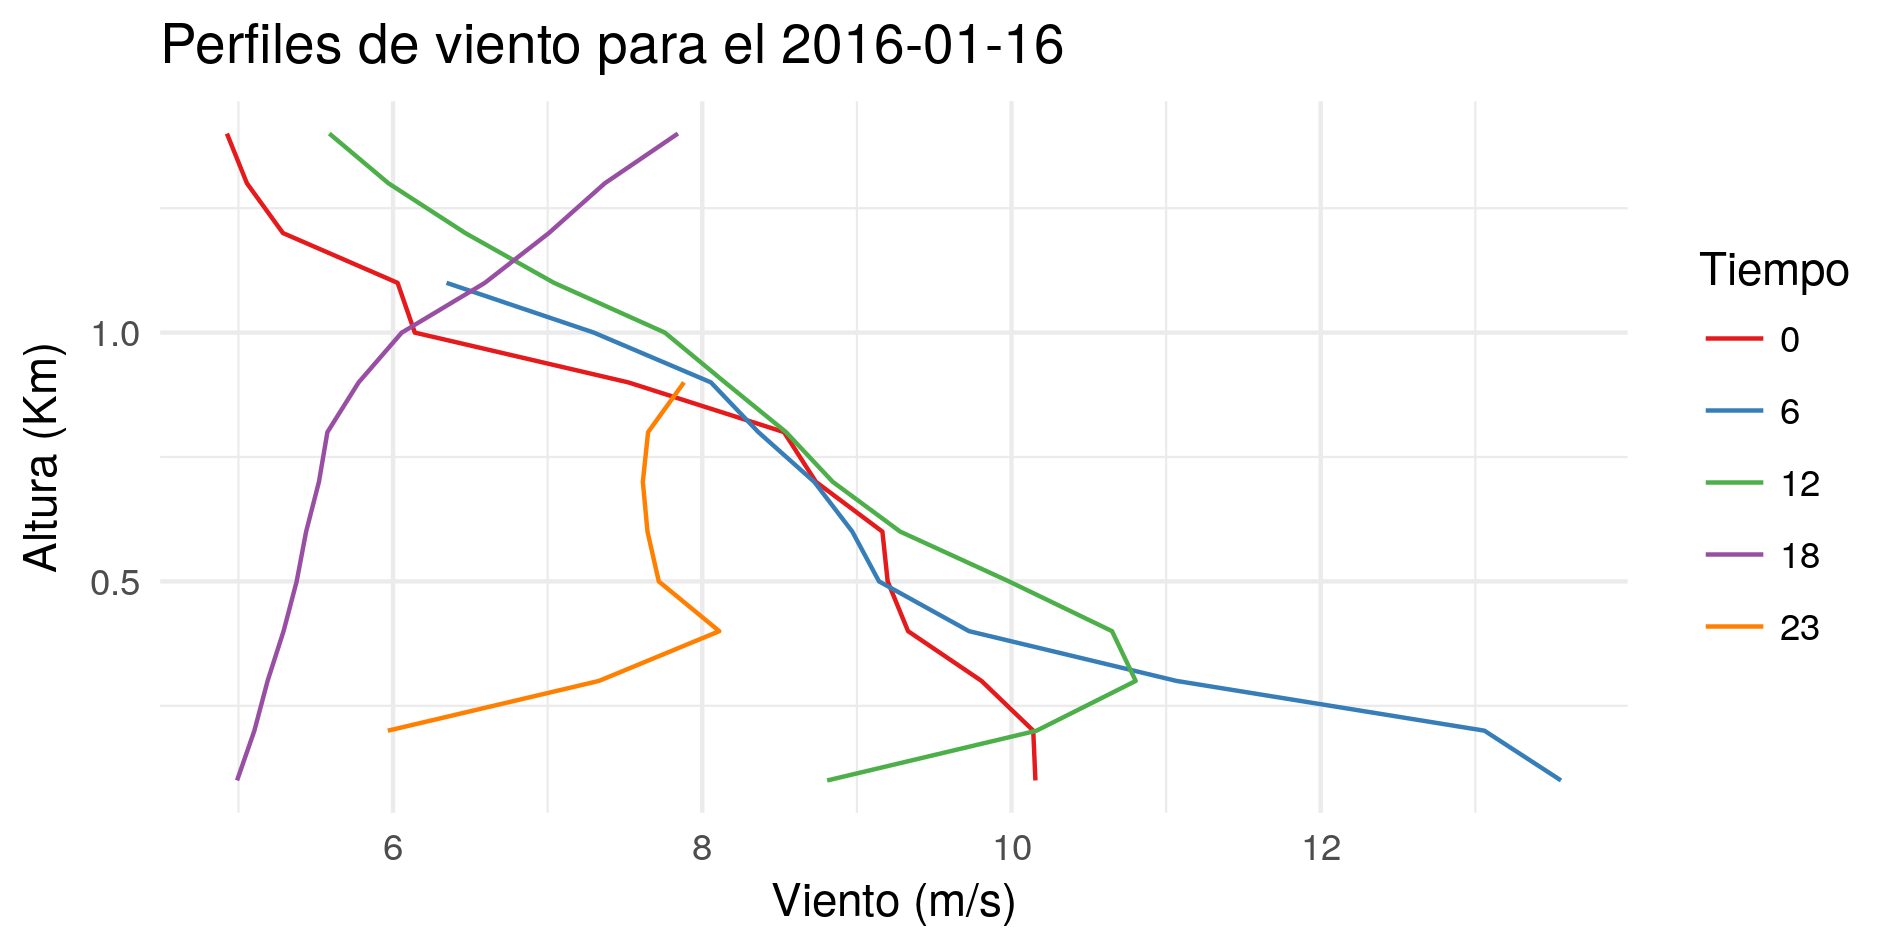 Perfiles de viento para el 2016-01-16
Altura (Km)
1.0
0.5
6
8
10
12
Viento (m/s)
Tiempo
0
6
12
18
23